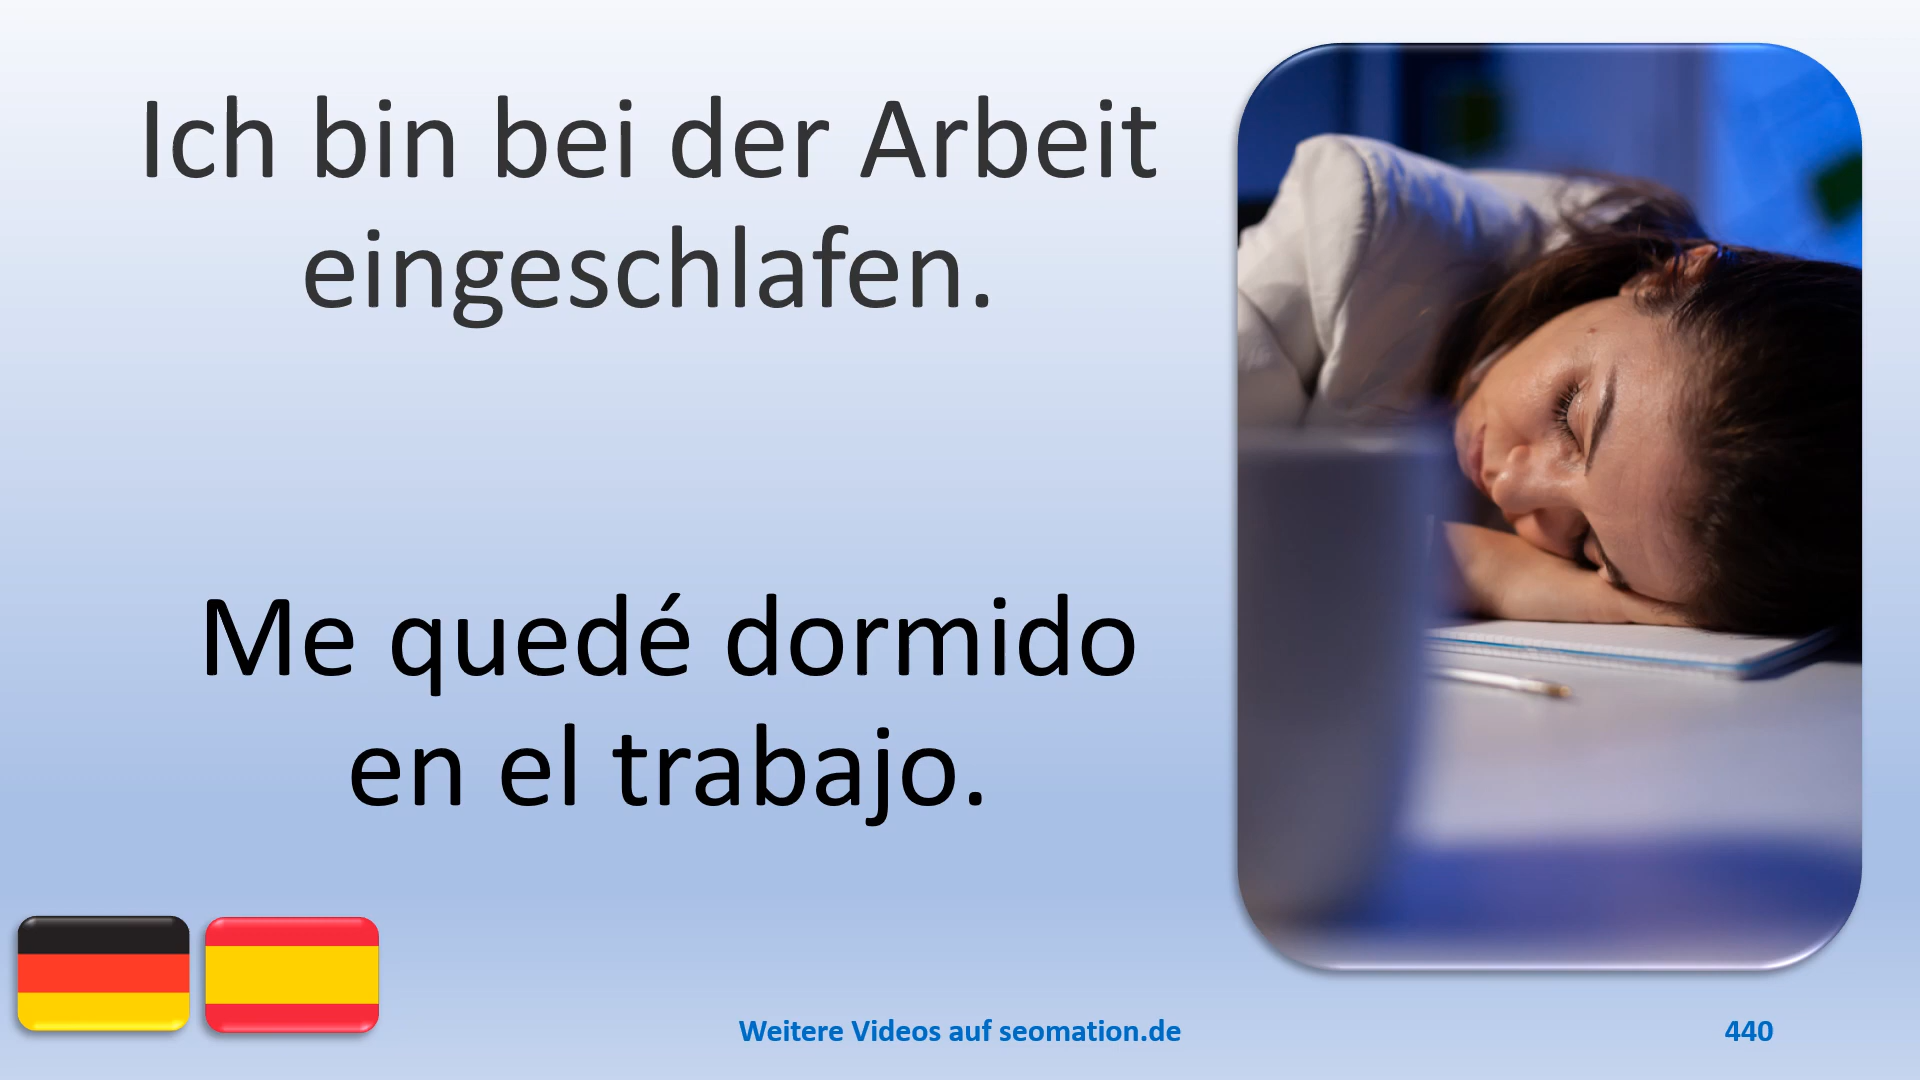 Ich bin bei der Arbeit
eingeschlafen.
Me quedé dormido
en el trabajo.
Weitere Videos auf seomation.de
440